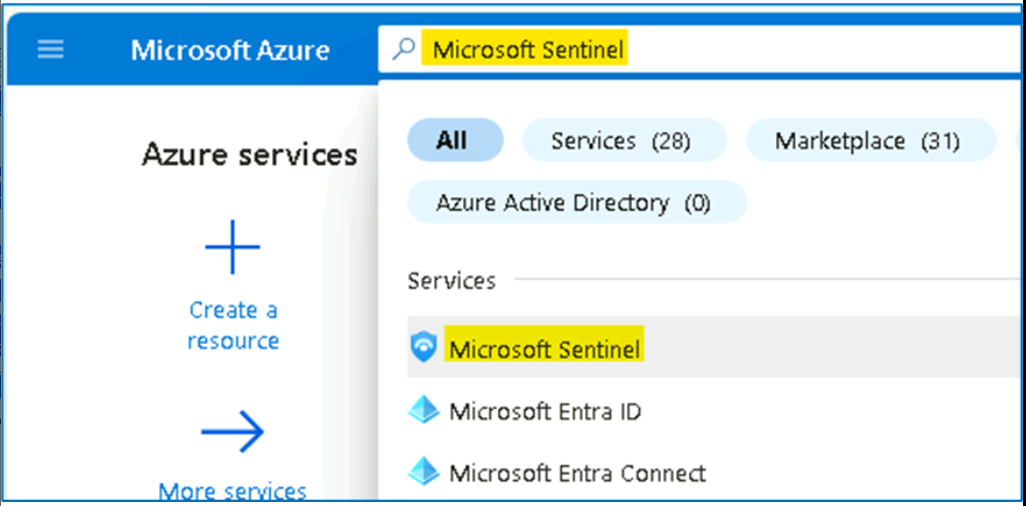 Microsoft Azure
Microsoft Sentinel
All
Services (28)
Marketplace (31)
Azure Active Directory (0)
Azure services
Create a
resource
More services
Services
Microsoft Sentinel
Microsoft Entra ID
Microsoft Entra Connect